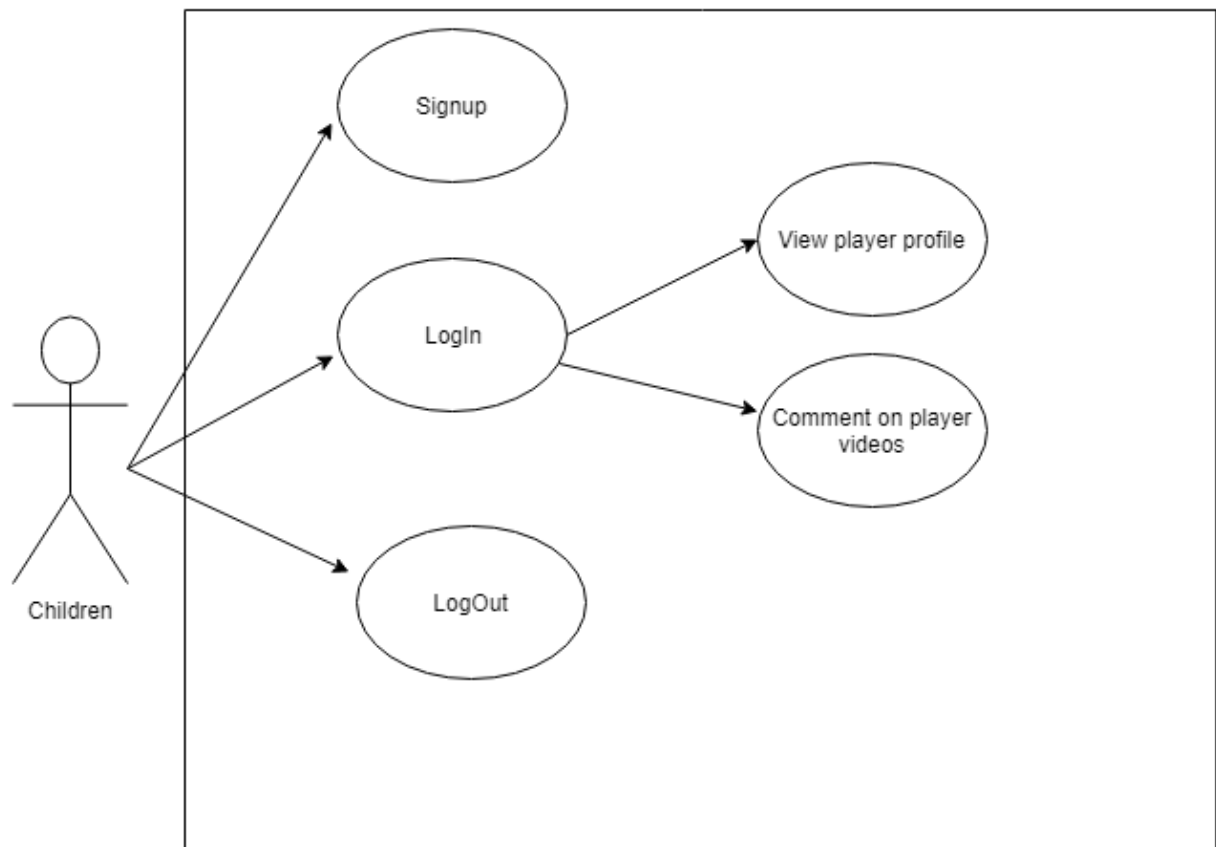 Signup
View player profile
LogIn
Comment on player
videos
LogOut
Children